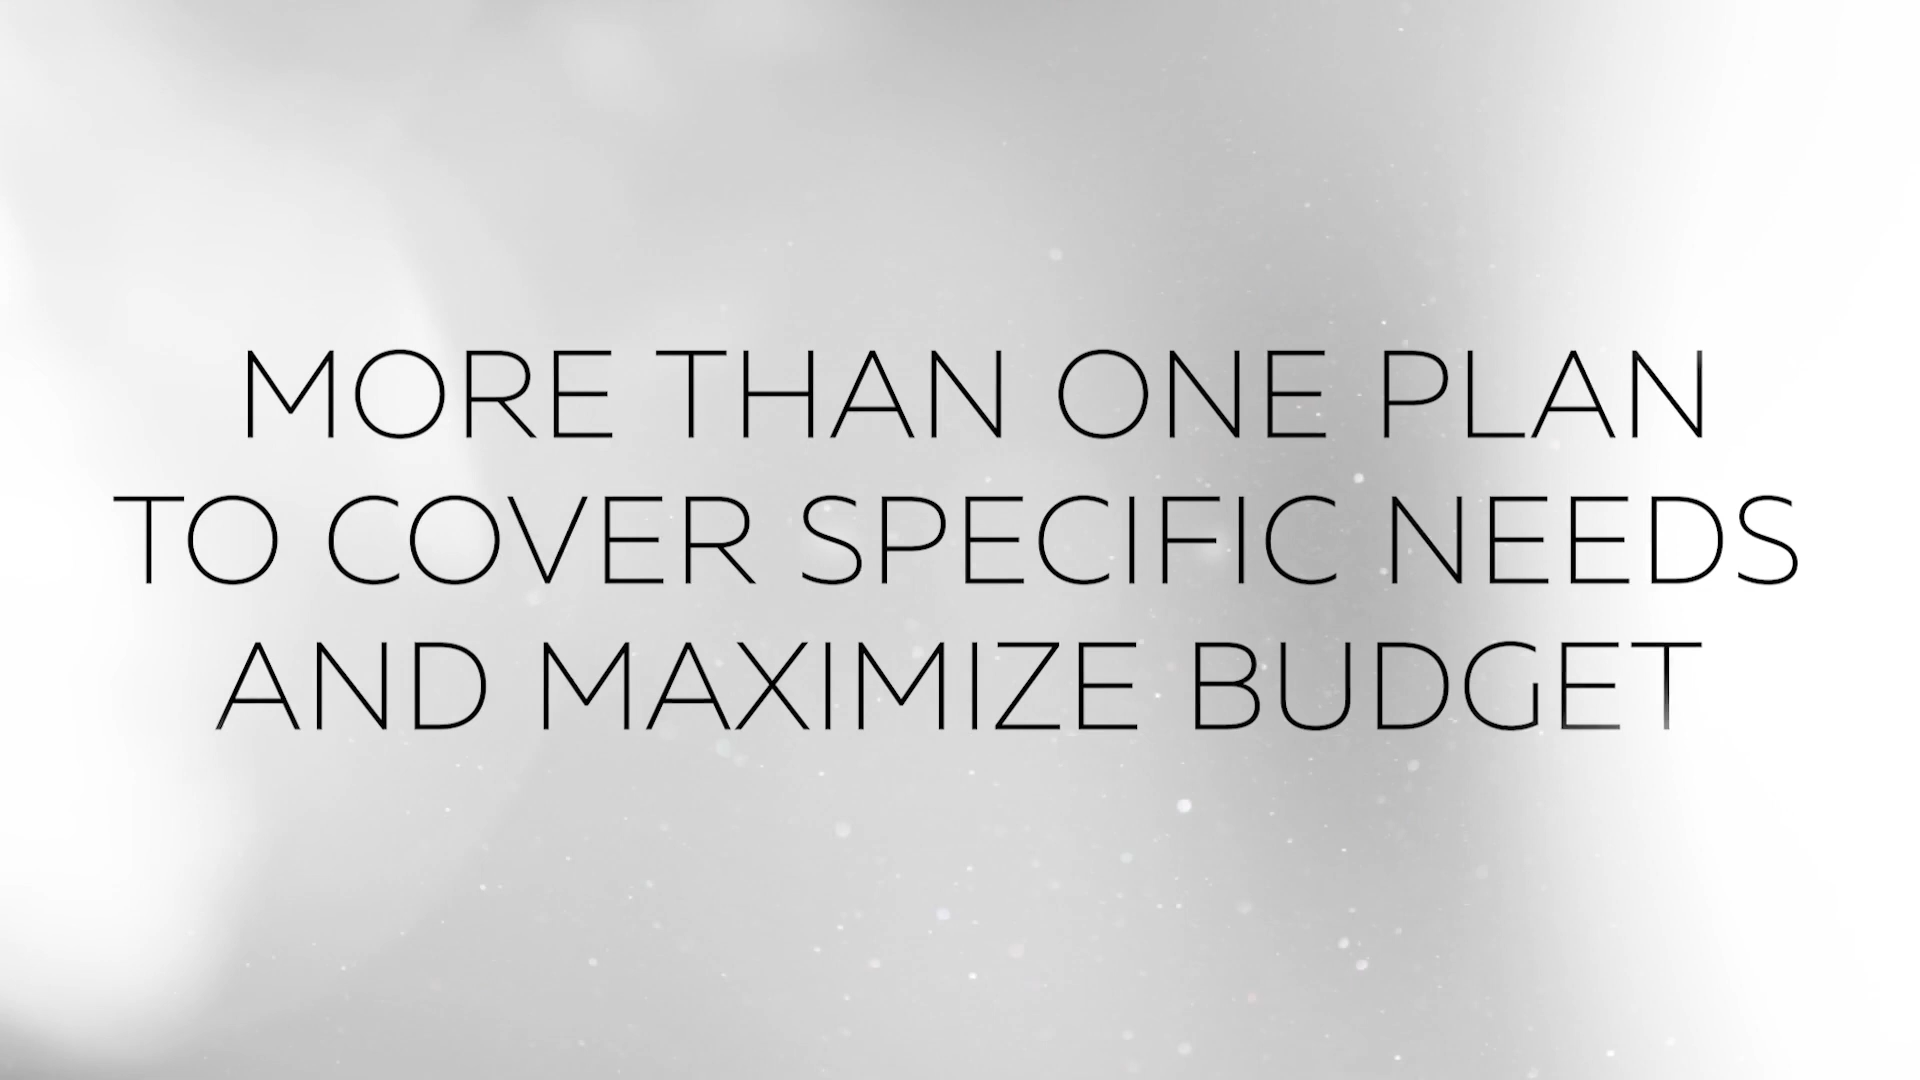 MORE THAN ONE PLAN
TO COVER SPECIFIC NEEDS
AND MAXIMIZE BUDGET